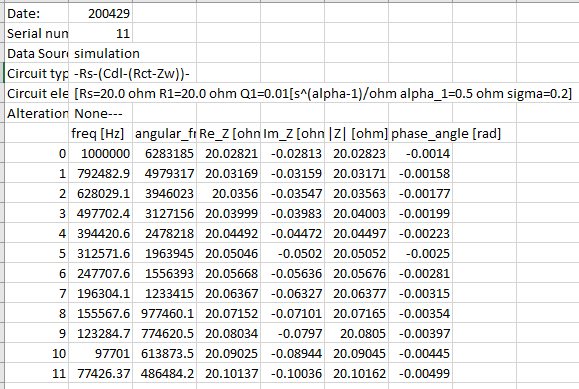 Date: 200429
Serial num 11
Data Sour simulation
Circuit typ -Rs-(Cdl-(Rct-Zw))-
Circuit ele [Rs=20.0 ohm R1=20.0 ohm Q1=0.01[s^(alpha-1)/ohm alpha_1=0.5 ohm sigma=0.2]
Alteration None---
freq [Hz] angular_fr Re_Z [ohm Im_Z [ohn |Z| [ohm] phase_angle [rad]
0 1000000 6283185 20.02821 -0.02813 20.02823 -0.0014
1 792482.9 4979317 20.03169 -0.03159 20.03171 -0.00158
2 628029.1 3946023 20.0356 -0.03547 20.03563 -0.00177
3 497702.4 3127156 20.03999 -0.03983 20.04003 -0.00199
4 394420.6 2478218 20.04492 -0.04472 20.04497 -0.00223
5 312571.6 1963945 20.05046 -0.0502 20.05052 -0.0025
6 247707.6 1556393 20.05668 -0.05636 20.05676 -0.00281
7 196304.1 1233415 20.06367 -0.06327 20.06377 -0.00315
8 155567.6 977460.1 20.07152 -0.07101 20.07165 -0.00354
9 123284.7 774620.5 20.08034 -0.0797 20.0805 -0.00397
10 97701 613873.5 20.09025 -0.08944 20.09045 -0.00445
11 77426.37 486484.2 20.10137 -0.10036 20.10162 -0.00499